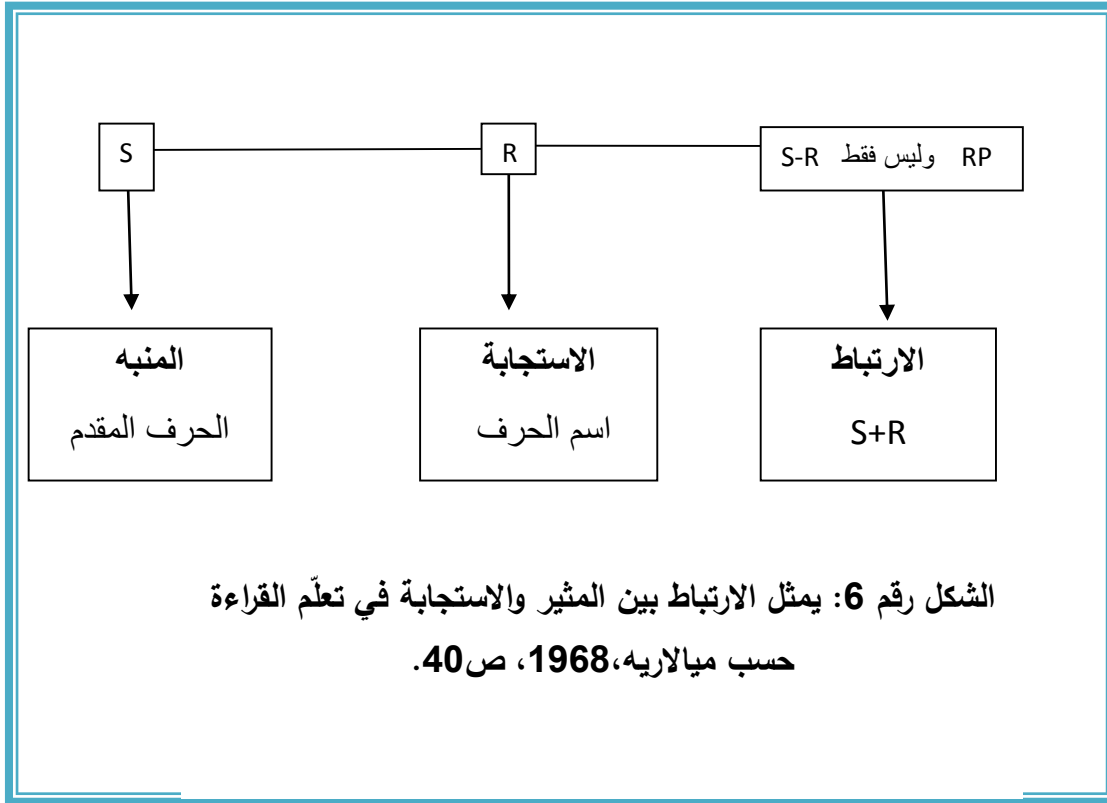 S
R
RP وليس فقط S-R
المنبه
الحرف المقدم
الاستجابة
اسم الحرف
الارتباط
S+R
الشكل رقم 6: يمثل الارتباط بين المثير والاستجابة في تعلّم القراءة
حسب ميالاريه،1968، ص40.